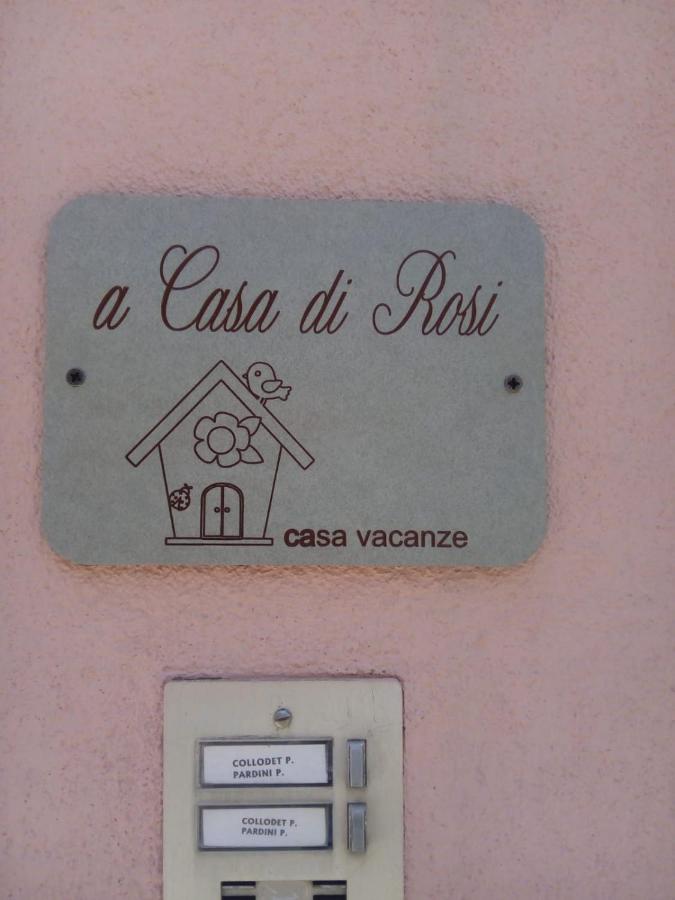 a Casa di Rosi
casa vacanze
COLLODET P.
PARDINI P.
COLLODET P.
PARDINI P.